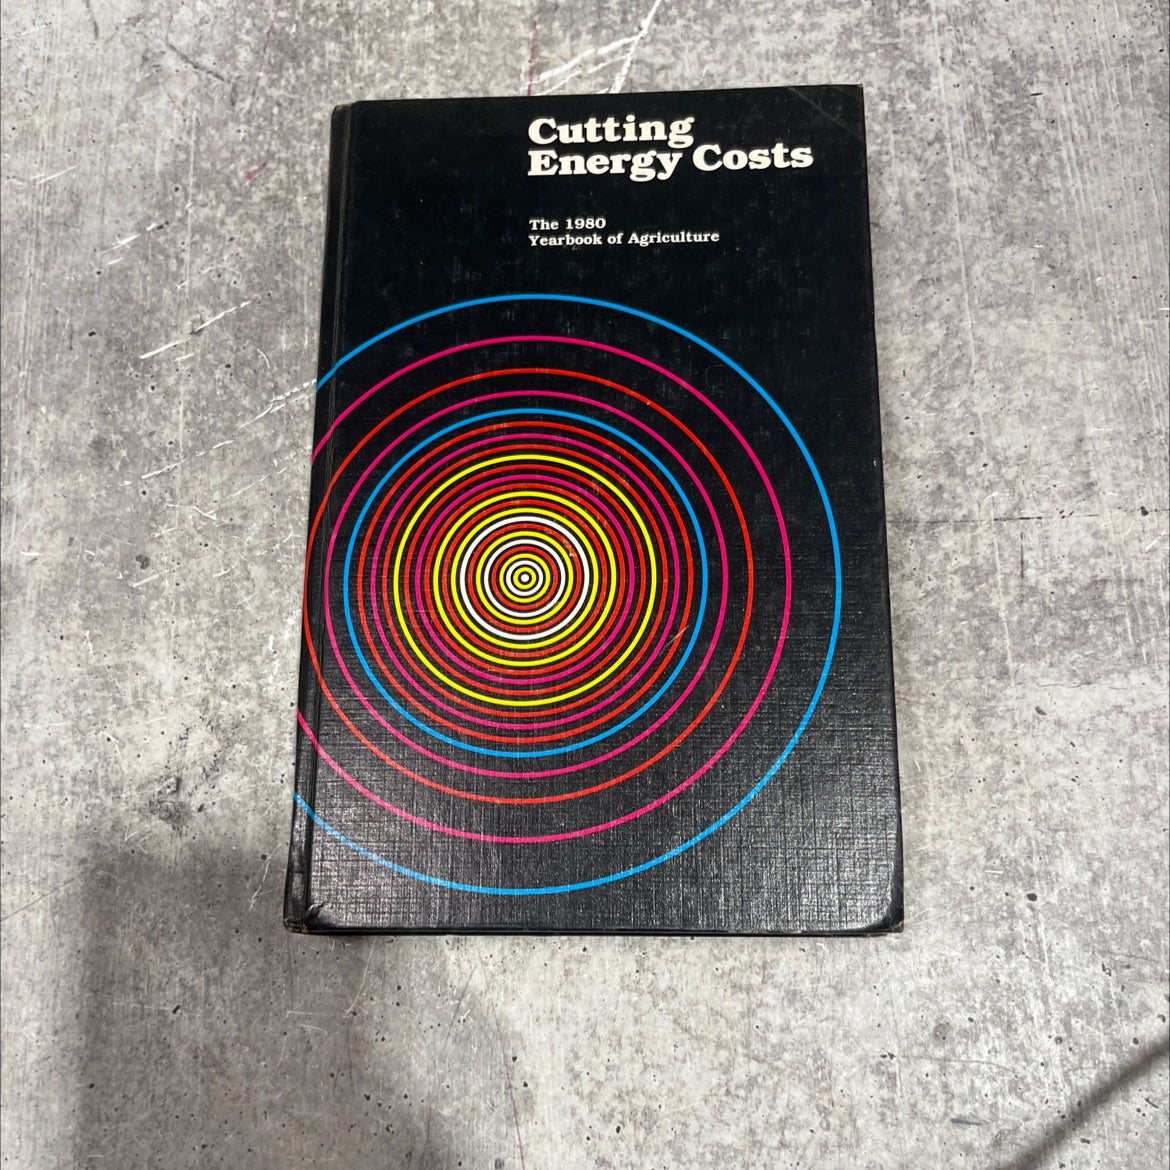 Cutting
Energy Costs
The 1980
Yearbook of Agriculture